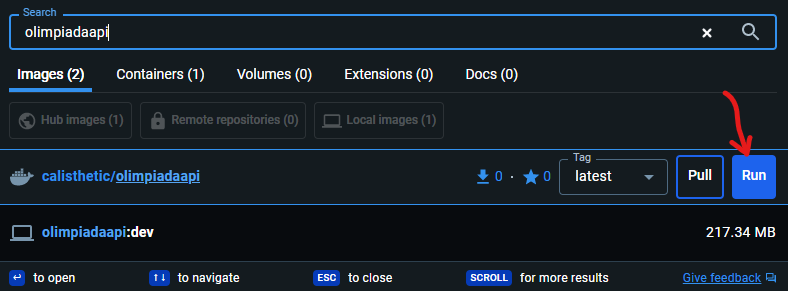 Search
olimpiadaapi
Images (2) Containers (1) Volumes (0) Extensions (0) Docs (0)
Hub images (1) Remote repositories (0) Local images (1)
calisthetic/olimpiadaapi 0 · 0 Tag latest Pull Run
olimpiadaapi:dev 217.34 MB
to open to navigate ESC to close SCROLL for more results Give feedback